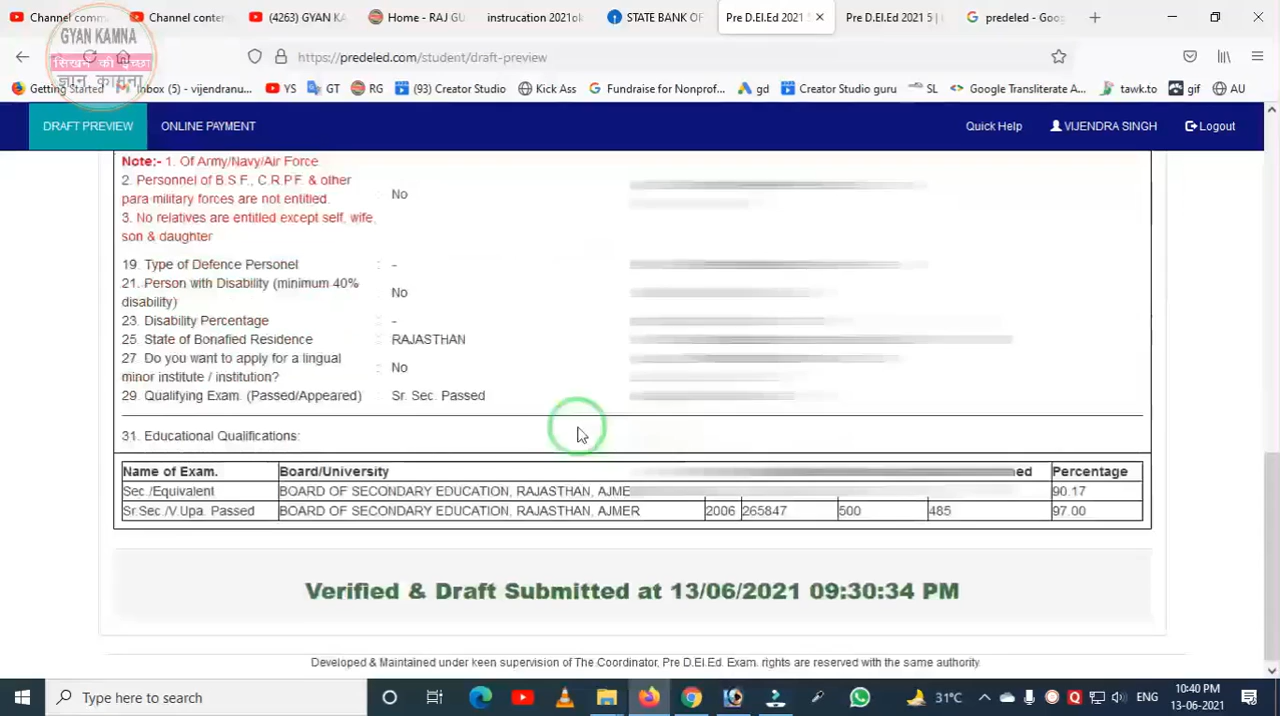 Channel comm
Channel conten
(4263) GYAN KA
Home - RAJ GU
instrucation 2021ok
STATE BANK OF
Pre D.El.Ed 2021
Pre D.El.Ed 2021 5 |
predeled - Goog
GYAN KAMNA
सिखने की इच्छा
ज्ञान कामना
https://predeled.com/student/draft-preview
Getting Started
Inbox (5) - vijendranu...
YS
GT
RG
(93) Creator Studio
Kick Ass
Fundraise for Nonprof...
gd
Creator Studio guru
SL
Google Transliterate A...
tawk.to
gif
AU
DRAFT PREVIEW
ONLINE PAYMENT
Quick Help
VIJENDRA SINGH
Logout
Note:- 1. Of Army/Navy/Air Force
2. Personnel of B.S.F., C.R.P.F. & other
para military forces are not entitled.
: No
3. No relatives are entitled except self, wife,
son & daughter
19. Type of Defence Personel : -
21. Person with Disability (minimum 40%
disability)
: No
23. Disability Percentage : -
25. State of Bonafied Residence : RAJASTHAN
27. Do you want to apply for a lingual
minor institute / institution?
: No
29. Qualifying Exam. (Passed/Appeared) : Sr. Sec. Passed
31. Educational Qualifications:
Name of Exam. Board/University ed Percentage
Sec./Equivalent BOARD OF SECONDARY EDUCATION, RAJASTHAN, AJME 90.17
Sr.Sec./V.Upa. Passed BOARD OF SECONDARY EDUCATION, RAJASTHAN, AJMER 2006 265847 500 485 97.00
Verified & Draft Submitted at 13/06/2021 09:30:34 PM
Developed & Maintained under keen supervision of The Coordinator, Pre D.El.Ed. Exam. rights are reserved with the same authority
Type here to search
31°C
ENG
10:40 PM
13-06-2021